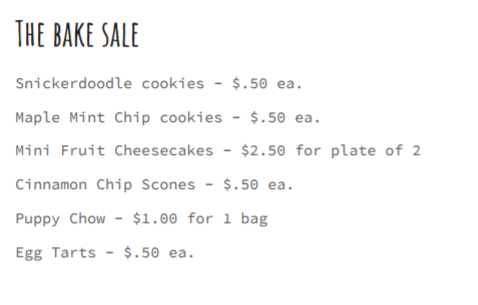 The bake sale
Snickerdoodle cookies – $.50 ea.
Maple Mint Chip cookies – $.50 ea.
Mini Fruit Cheesecakes – $2.50 for plate of 2
Cinnamon Chip Scones – $.50 ea.
Puppy Chow – $1.00 for 1 bag
Egg Tarts – $.50 ea.